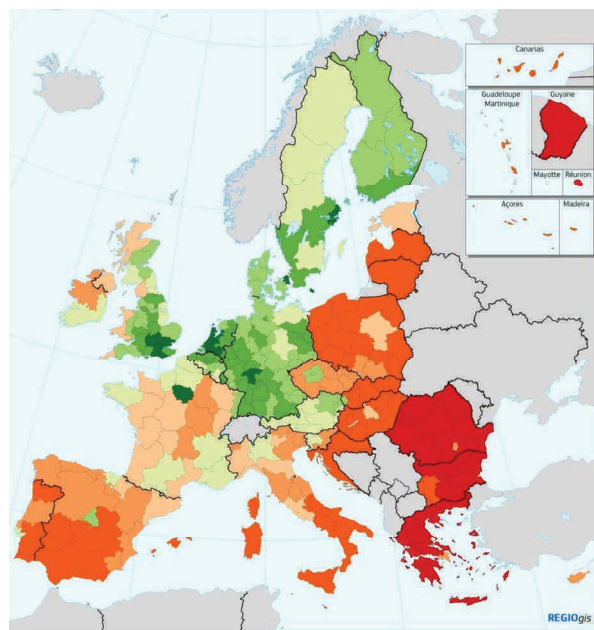 Canarias
Guadeloupe
Martinique
Guyane
Mayotte
Réunion
Açores
Madeira
REGIOgis